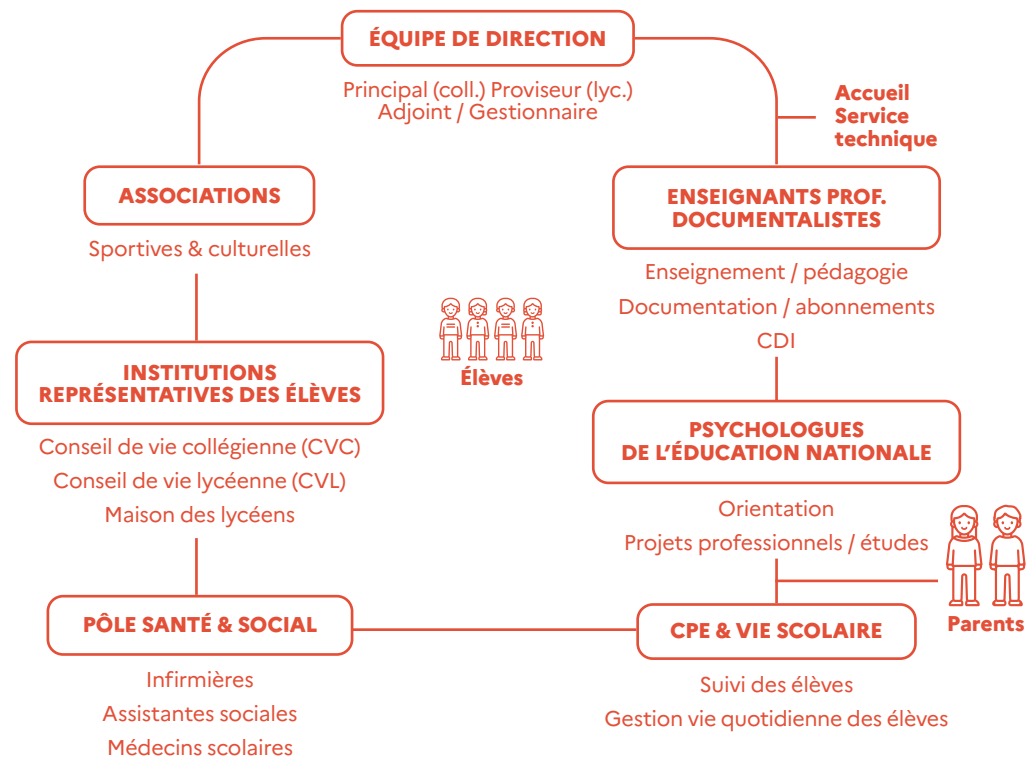 ÉQUIPE DE DIRECTION
Principal (coll.) Proviseur (lyc.)
Adjoint / Gestionnaire
Accueil
Service
technique
ASSOCIATIONS
Sportives & culturelles
ENSEIGNANTS PROF.
DOCUMENTALISTES
Enseignement / pédagogie
Documentation / abonnements
CDI
Élèves
INSTITUTIONS
REPRÉSENTATIVES DES ÉLÈVES
Conseil de vie collégienne (CVC)
Conseil de vie lycéenne (CVL)
Maison des lycéens
PSYCHOLOGUES
DE L'ÉDUCATION NATIONALE
Orientation
Projets professionnels / études
Parents
PÔLE SANTÉ & SOCIAL
Infirmières
Assistantes sociales
Médecins scolaires
CPE & VIE SCOLAIRE
Suivi des élèves
Gestion vie quotidienne des élèves